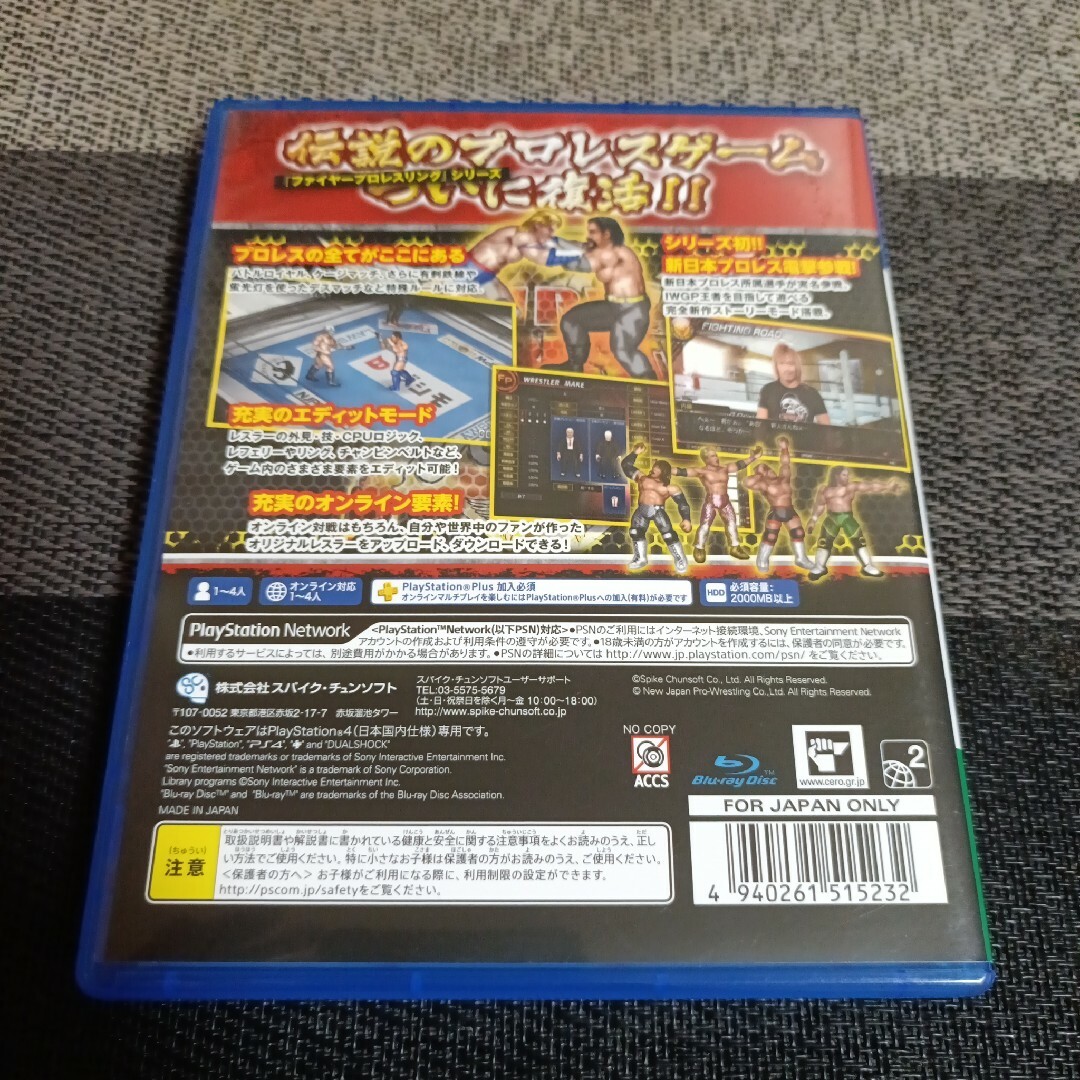 伝説のプロレスゲーム
『ファイヤープロレスリング』シリーズ
ついに復活!!
プロレスの全てがここにある
バトルロイヤル、ケージマッチ、さらに有刺鉄線や
蛍光灯を使ったデスマッチなど特殊ルールに対応。
シリーズ初!!
新日本プロレス電撃参戦!
新日本プロレス所属選手が実名参戦。
IWGP王者を目指して遊べる
完全新作ストーリーモード搭載。
FIGHTING ROAD
WRESTLER MAKE
充実のエディットモード
レスラーの外見・技・CPUロジック、
レフェリーやリング、チャンピンベルトなど、
ゲーム内のさまざま要素をエディット可能!
充実のオンライン要素!
オンライン対戦はもちろん、自分や世界中のファンが作った
オリジナルレスラーをアップロード、ダウンロードできる!
1~4人
オンライン対応
1~4人
PlayStation®Plus 加入必須
オンラインマルチプレイを楽しむにはPlayStation®Plusへの加入(有料)が必要です
HDD
必須容量:
2000MB以上
PlayStation Network
<PlayStation™Network(以下PSN)対応>●PSNのご利用にはインターネット接続環境、Sony Entertainment Network
アカウントの作成および利用条件の遵守が必要です。●18歳未満の方がアカウントを作成するには、保護者の同意が必要です。
●利用するサービスによっては、別途費用がかかる場合があります。●PSNの詳細については http://www.jp.playstation.com/psn/ をご覧ください。
株式会社 スパイク・チュンソフト
〒107-0052 東京都港区赤坂2-17-7 赤坂溜池タワー
スパイク・チュンソフトユーザーサポート
TEL:03-5575-5679
(土・日・祝祭日を除く月~金 10:00~18:00)
http://www.spike-chunsoft.co.jp
©Spike Chunsoft Co., Ltd. All Rights Reserved.
© New Japan Pro-Wrestling Co.,Ltd. All Rights Reserved.
このソフトウェアはPlayStation®4(日本国内仕様)専用です。
"PlayStation", "PS4", and "DUALSHOCK"
are registered trademarks or trademarks of Sony Interactive Entertainment Inc.
"Sony Entertainment Network" is a trademark of Sony Corporation.
Library programs ©Sony Interactive Entertainment Inc.
"Blu-ray Disc™" and "Blu-ray™" are trademarks of the Blu-ray Disc Association.
MADE IN JAPAN
NO COPY
ACCS
Blu-ray Disc™
www.cero.gr.jp
2
FOR JAPAN ONLY
4 940261 515232
(ちゅうい)
注意
取扱説明書や解説書に書かれている健康と安全に関する注意事項をよくお読みのうえ、正し
い方法でご使用ください。特に小さなお子様は保護者の方がお読みのうえ、ご使用ください。
<保護者の方へ> お子様がご利用になる際に、利用制限の設定ができます。
http://pscom.jp/safetyをご覧ください。